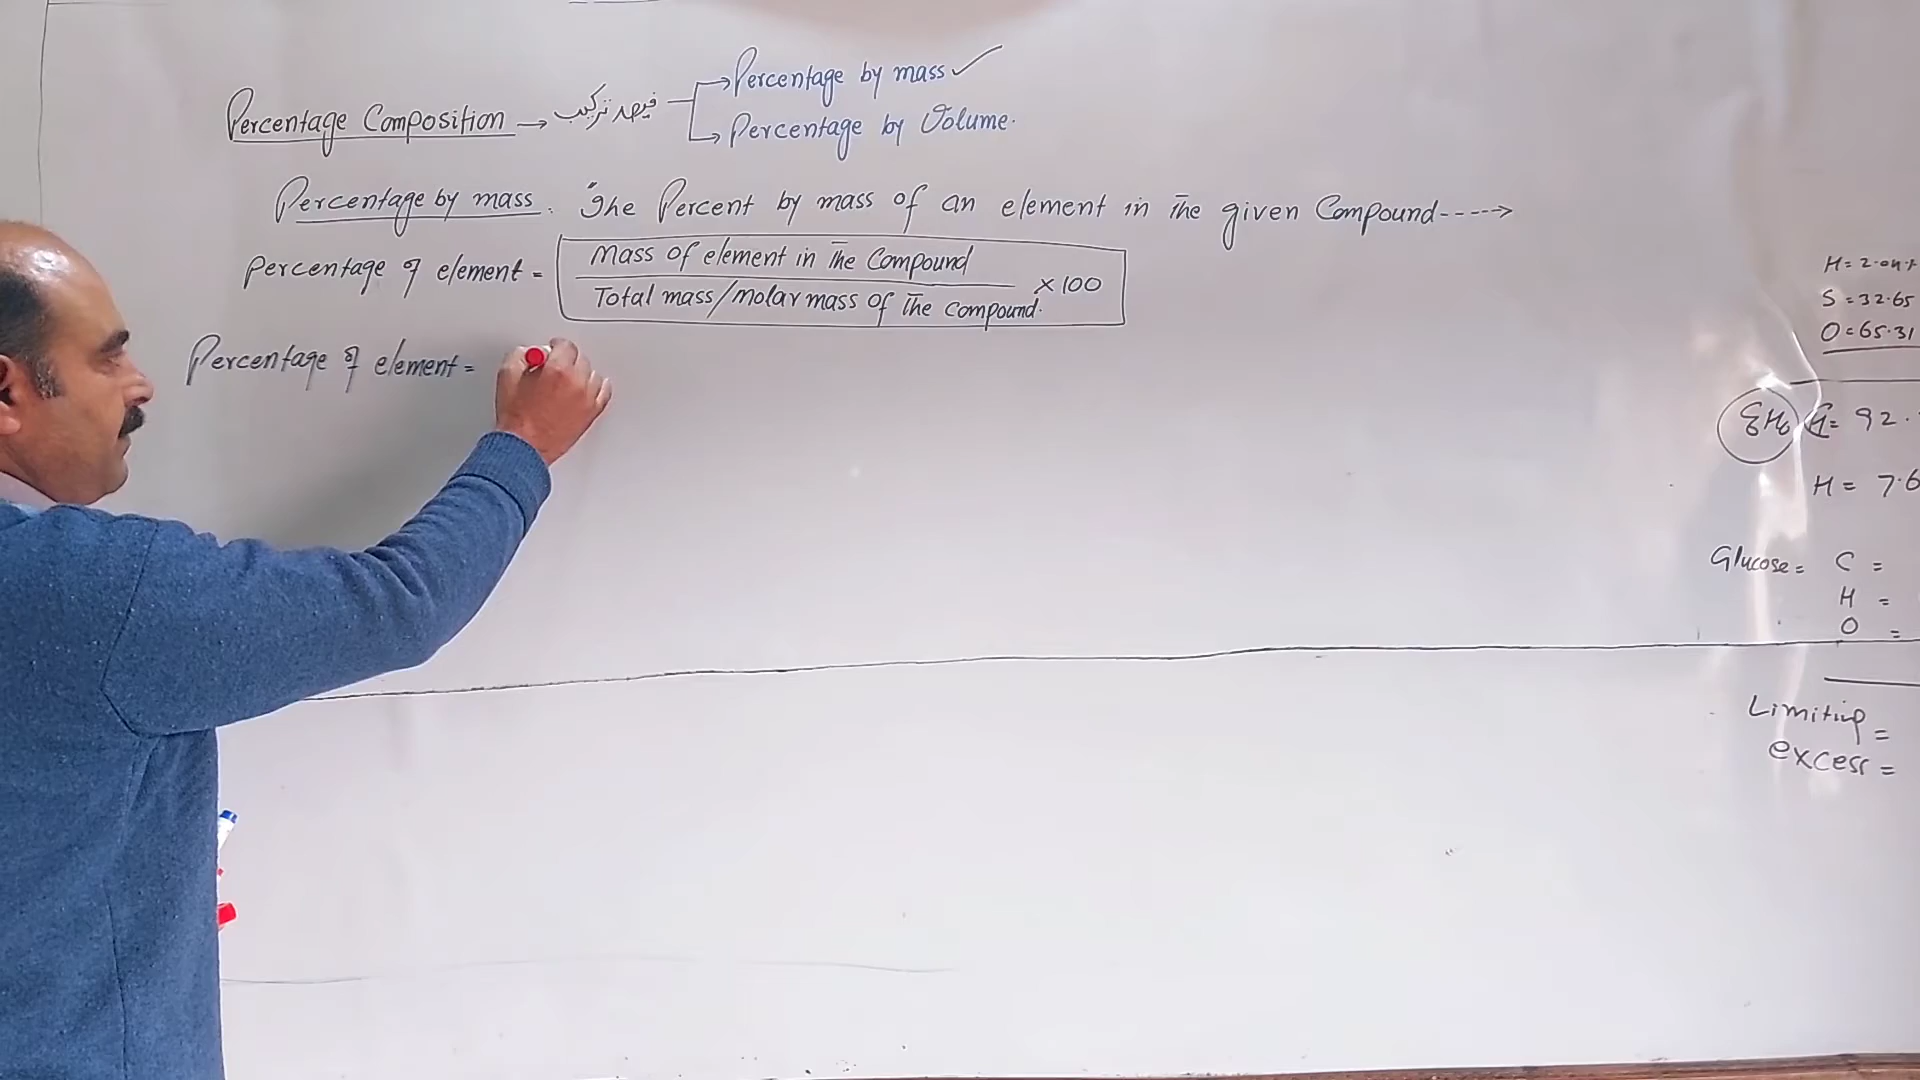 Percentage Composition → فیصد ترکیب → Percentage by mass ✓
→ Percentage by Volume.
Percentage by mass. The Percent by mass of an element in the given Compound----→
Percentage of element = Mass of element in the Compound
Total mass/molar mass of the compound. × 100
Percentage of element =
H = 2.04
S = 32.65
O = 65.31
C₆H₆ C = 92.
H = 7.6
Glucose = C =
H =
O =
Limiting =
excess =